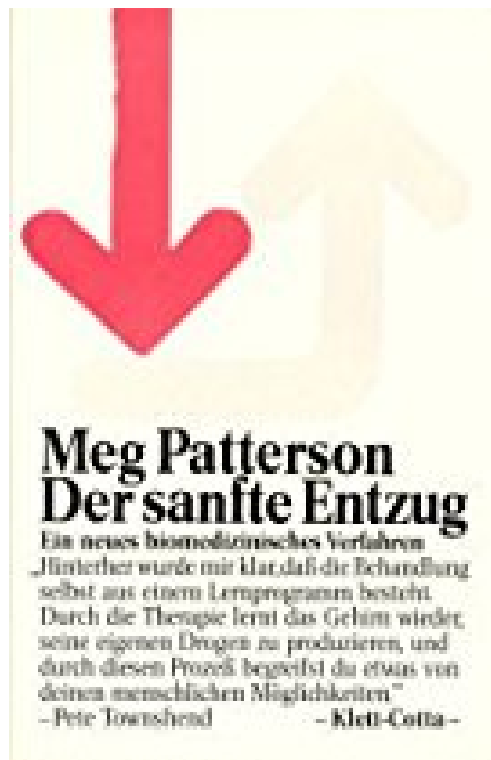 Meg Patterson
Der sanfte Entzug
Ein neues biomedizinisches Verfahren
„Hinterher wurde mir klar, daß die Behandlung
selbst aus einem Lernprogramm besteht.
Durch die Therapie lernt das Gehirn wieder,
seine eigenen Drogen zu produzieren, und
durch diesen Prozeß begreifst du etwas von
deinen menschlichen Möglichkeiten“
– Pete Townshend – Klett-Cotta –